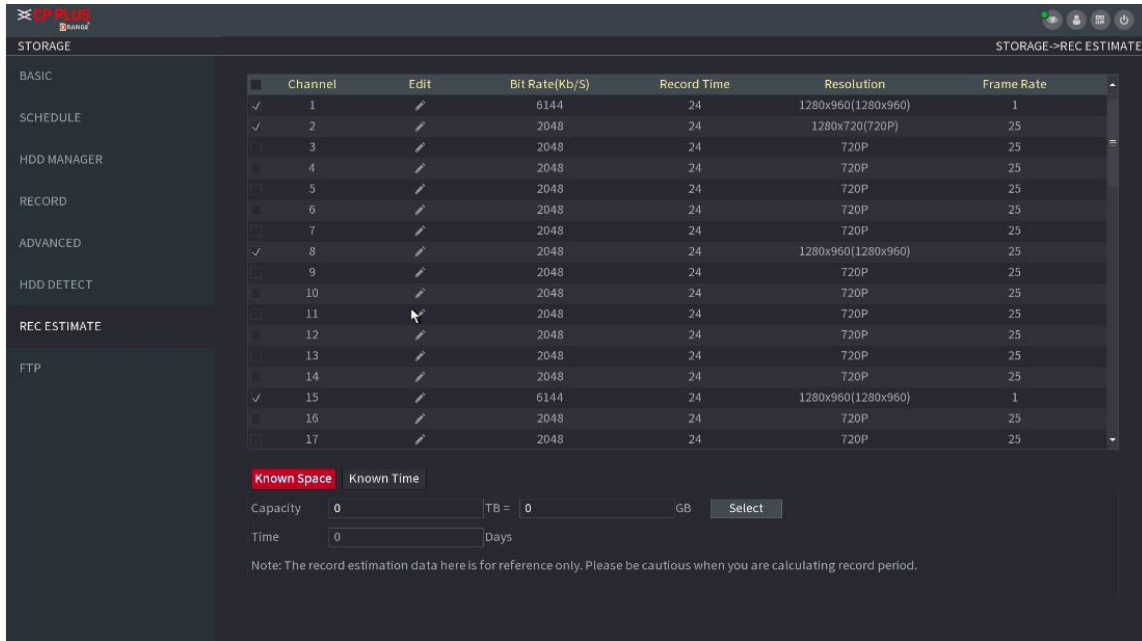 CP PLUS
ORANGE
STORAGE STORAGE->REC ESTIMATE
BASIC
SCHEDULE
HDD MANAGER
RECORD
ADVANCED
HDD DETECT
REC ESTIMATE
FTP
Channel Edit Bit Rate(Kb/S) Record Time Resolution Frame Rate
1 6144 24 1280x960(1280x960) 1
2 2048 24 1280x720(720P) 25
3 2048 24 720P 25
4 2048 24 720P 25
5 2048 24 720P 25
6 2048 24 720P 25
7 2048 24 720P 25
8 2048 24 1280x960(1280x960) 25
9 2048 24 720P 25
10 2048 24 720P 25
11 2048 24 720P 25
12 2048 24 720P 25
13 2048 24 720P 25
14 2048 24 720P 25
15 6144 24 1280x960(1280x960) 1
16 2048 24 720P 25
17 2048 24 720P 25
Known Space Known Time
Capacity 0 TB = 0 GB Select
Time 0 Days
Note: The record estimation data here is for reference only. Please be cautious when you are calculating record period.